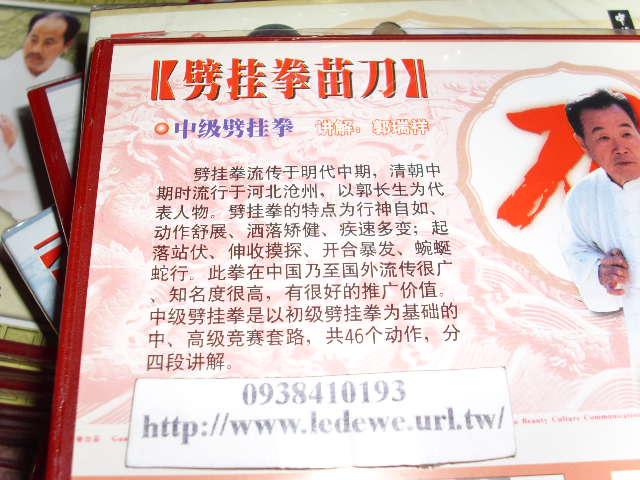 【劈挂拳苗刀】
中级劈挂拳 讲解：郭瑞祥
劈挂拳流传于明代中期，清朝中
期时流行于河北沧州，以郭长生为代
表人物。劈挂拳的特点为行神自如、
动作舒展、洒落矫健、疾速多变；起
落站伏、伸收摸探、开合暴发、蜿蜒
蛇行。此拳在中国乃至国外流传很广
、知名度很高，有很好的推广价值。
中级劈挂拳是以初级劈挂拳为基础的
中、高级竞赛套路，共46个动作，分
四段讲解。
0938410193
http://www.ledewe.url.tw/
Beauty Culture Communication